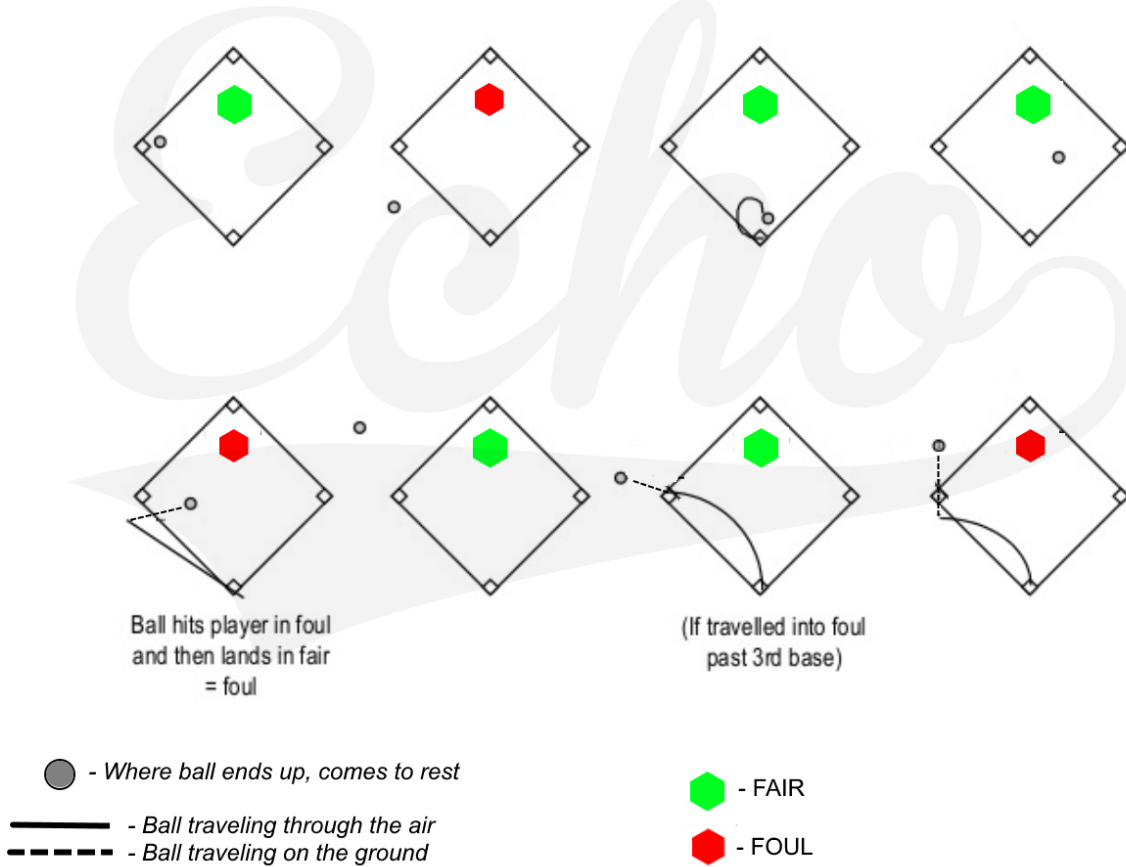 Echo
Ball hits player in foul
and then lands in fair
= foul
(If travelled into foul
past 3rd base)
- Where ball ends up, comes to rest
- Ball traveling through the air
- Ball traveling on the ground
- FAIR
- FOUL